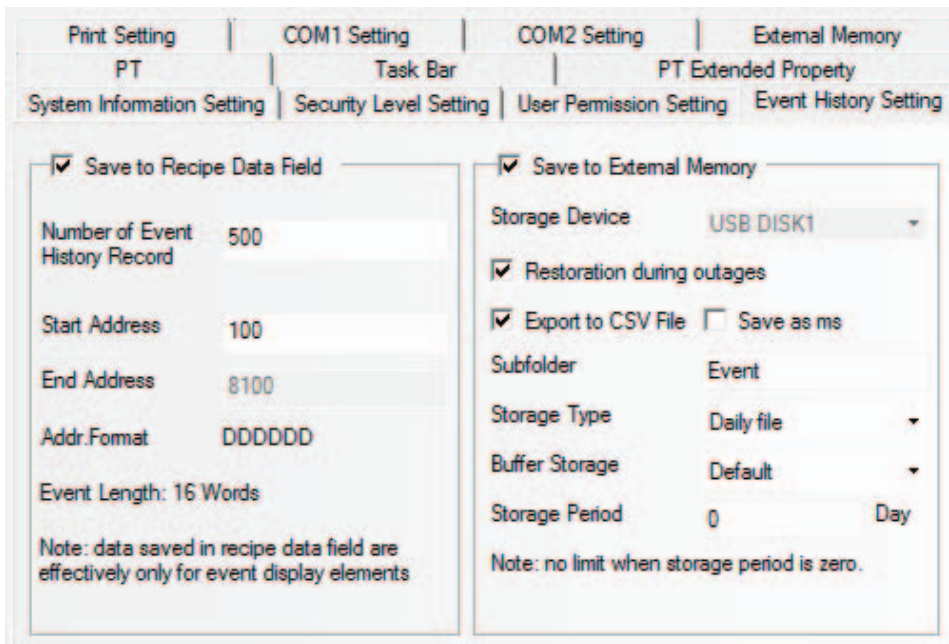 Print Setting COM1 Setting COM2 Setting External Memory
PT Task Bar PT Extended Property
System Information Setting Security Level Setting User Permission Setting Event History Setting
Save to Recipe Data Field
Number of Event
History Record
500
Start Address 100
End Address 8100
Addr.Format DDDDDD
Event Length: 16 Words
Note: data saved in recipe data field are
effectively only for event display elements
Save to External Memory
Storage Device USB DISK1
Restoration during outages
Export to CSV File Save as ms
Subfolder Event
Storage Type Daily file
Buffer Storage Default
Storage Period 0 Day
Note: no limit when storage period is zero.